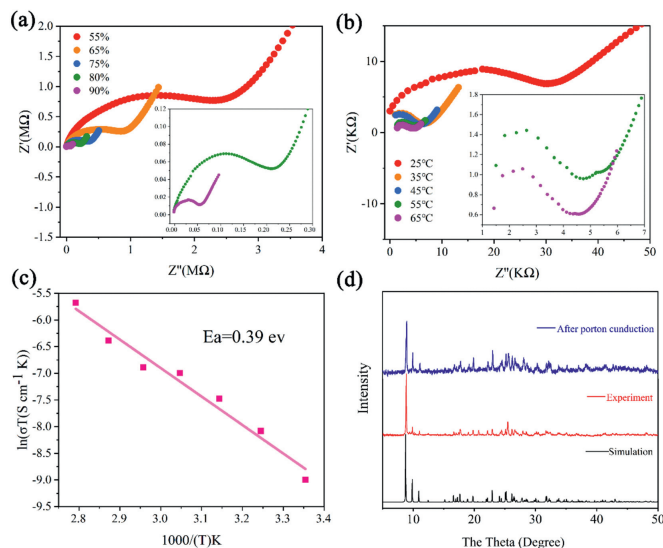 (a)
2.0
1.5
1.0
0.5
0.0
-0.5
-1.0
-1.5
Z'(MΩ)
55%
65%
75%
80%
90%
0.12
0.10
0.08
0.06
0.04
0.02
0.00
0.00 0.05 0.10 0.15 0.20 0.25 0.30
0 1 2 3 4
Z''(MΩ)
(b)
10
0
-10
Z'(KΩ)
25°C
35°C
45°C
55°C
65°C
1.8
1.6
1.4
1.2
1.0
0.8
0.6
1 2 3 4 5 6 7
0 10 20 30 40 50
Z''(KΩ)
(c)
-5.5
-6.0
-6.5
-7.0
-7.5
-8.0
-8.5
-9.0
-9.5
ln(σT(S cm⁻¹ K))
Ea=0.39 ev
2.8 2.9 3.0 3.1 3.2 3.3 3.4
1000/(T)K
(d)
Intensity
After porton cunduction
Experiment
Simulation
5 10 20 30 40 50
The Theta (Degree)